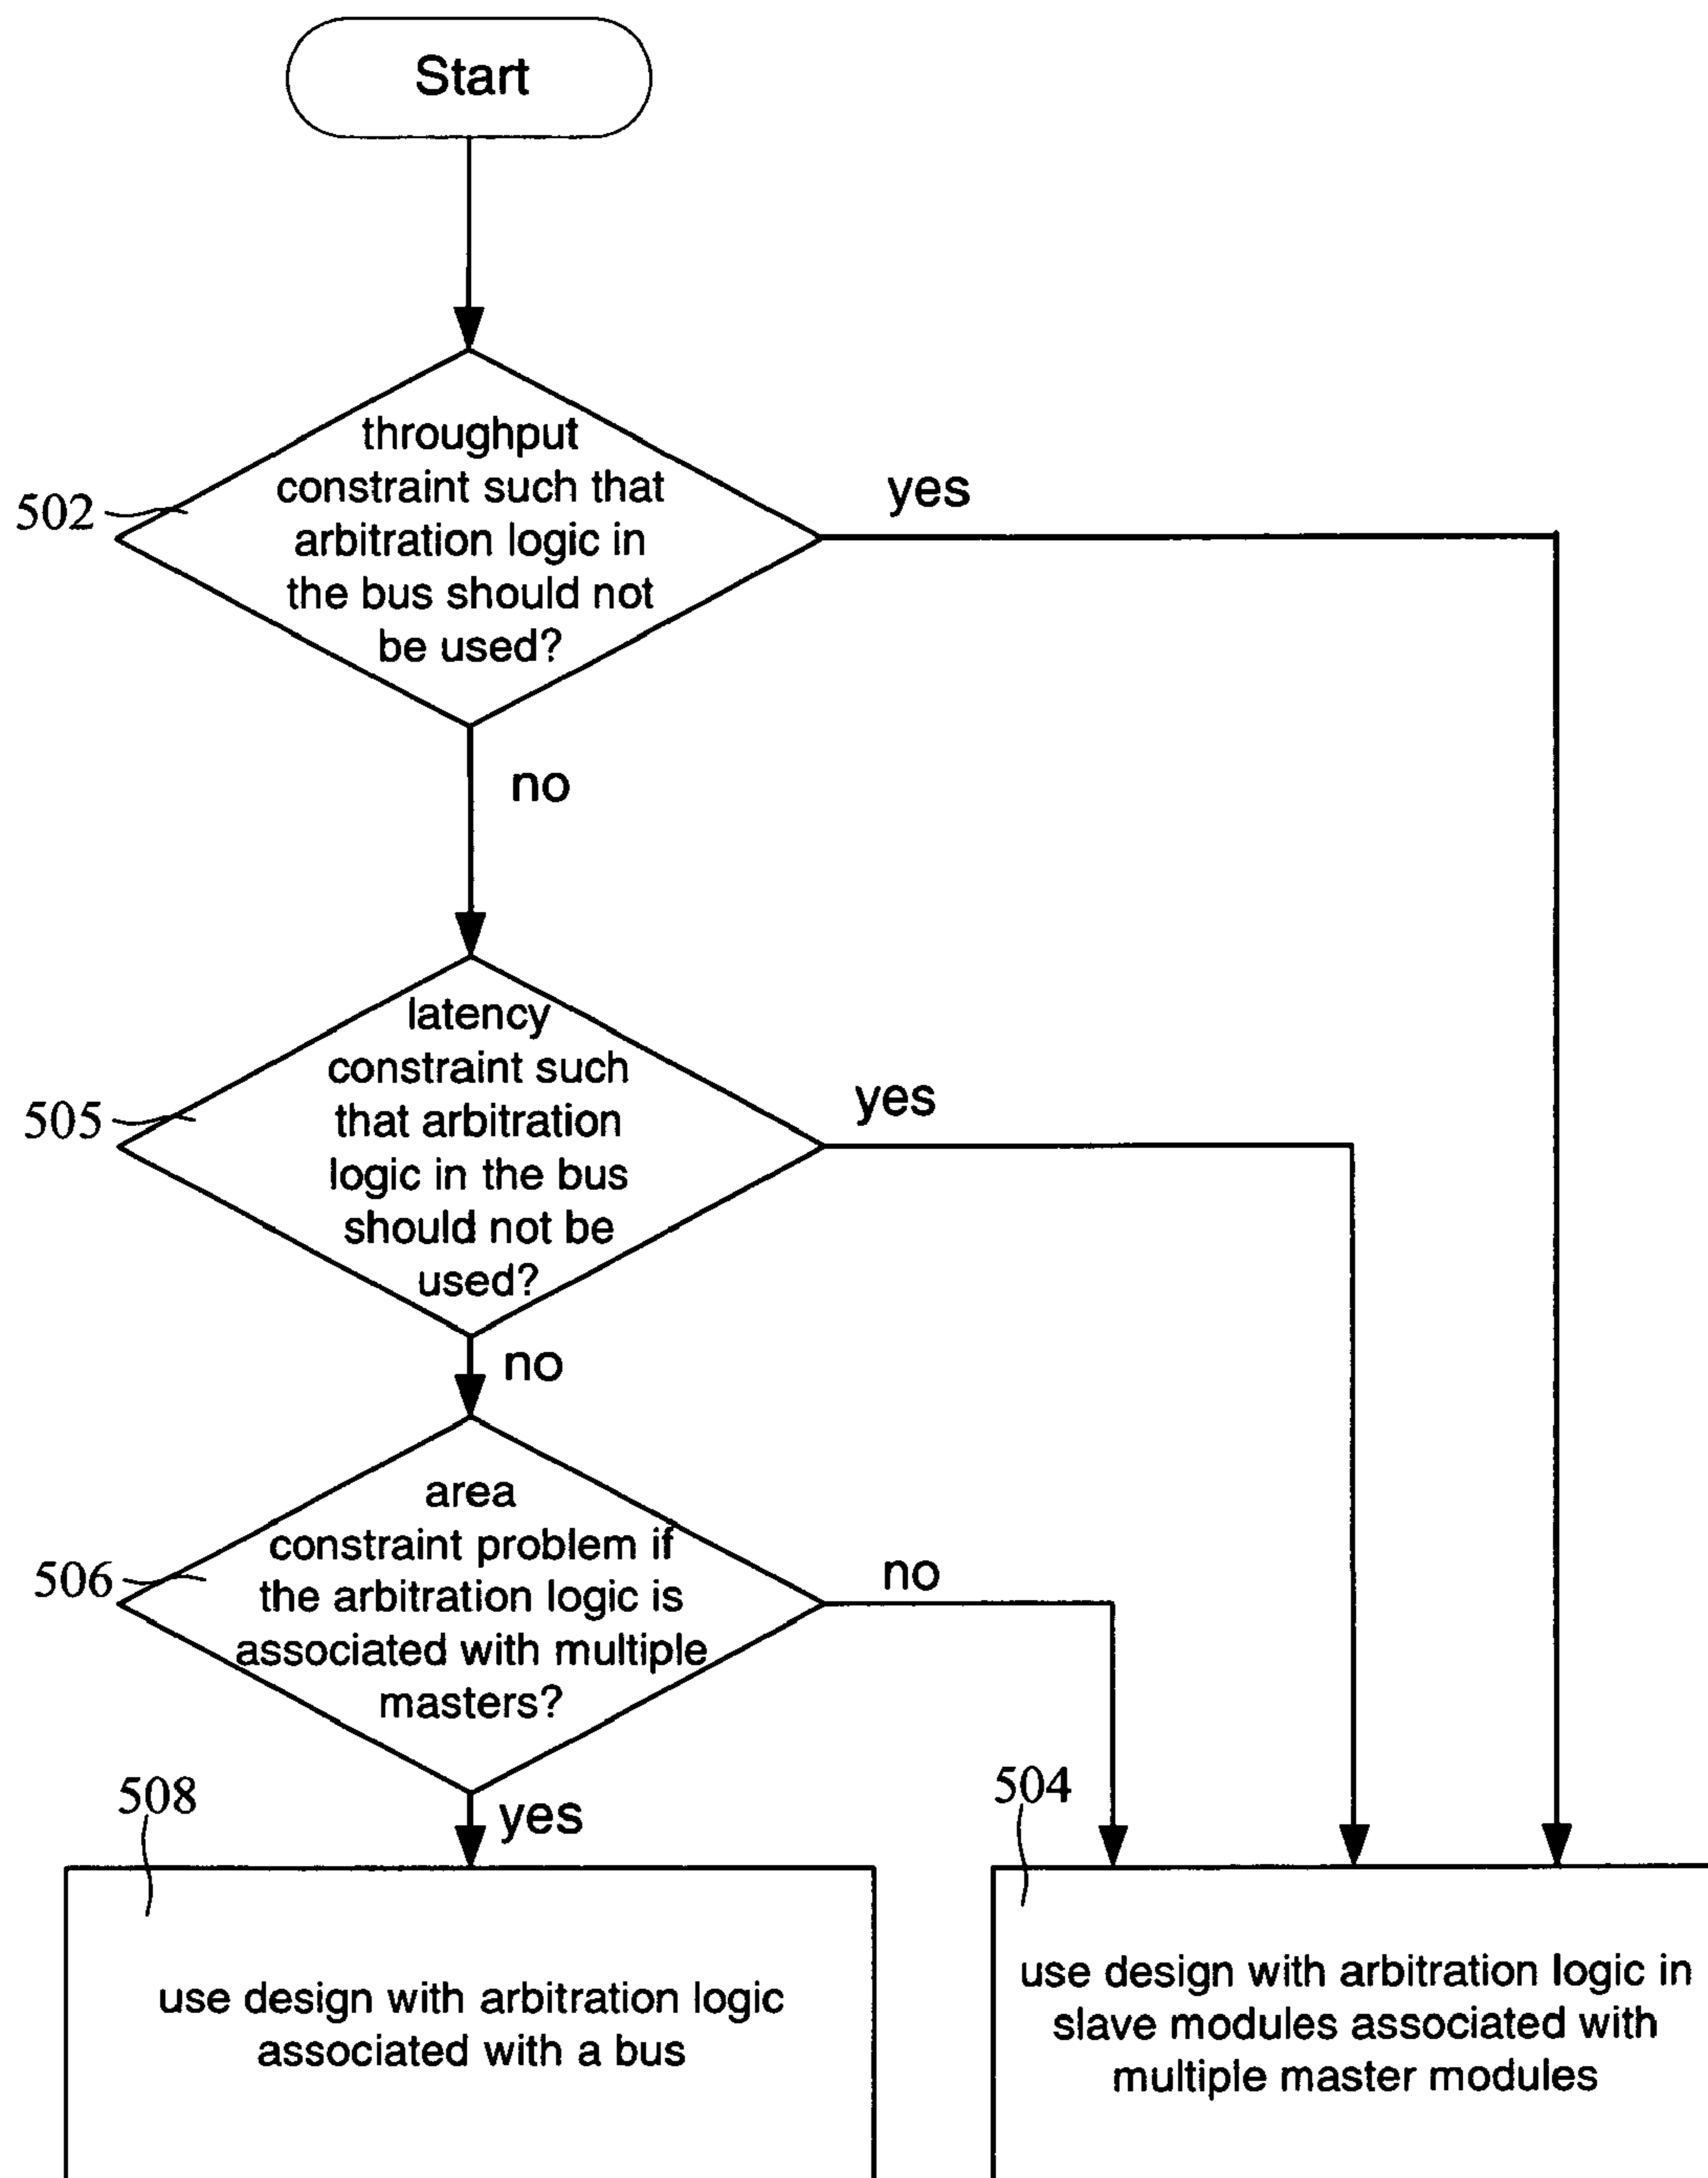 Start
throughput
constraint such that
arbitration logic in
the bus should not
be used?
502
yes
no
latency
constraint such
that arbitration
logic in the bus
should not be
used?
505
yes
no
area
constraint problem if
the arbitration logic is
associated with multiple
masters?
506
no
yes
508
use design with arbitration logic
associated with a bus
504
use design with arbitration logic in
slave modules associated with
multiple master modules